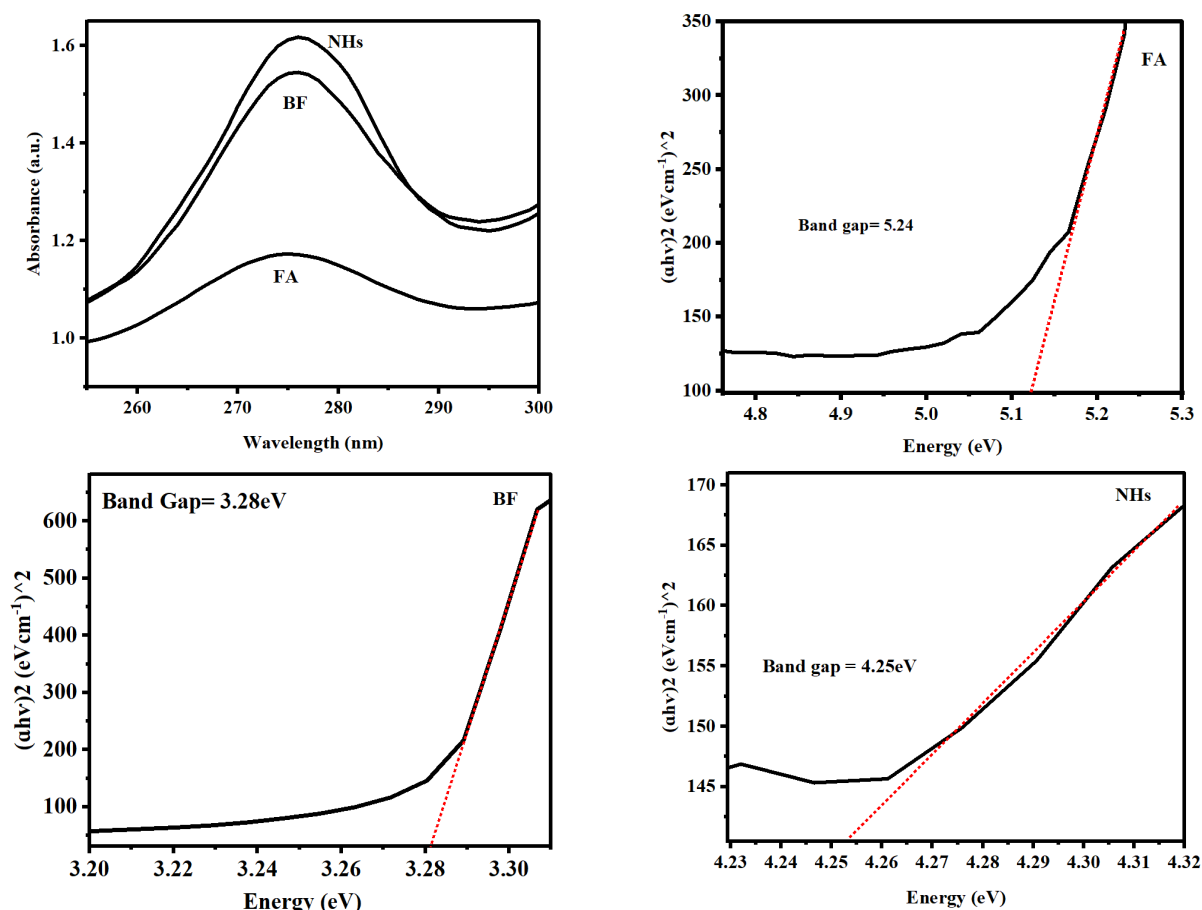 1.6
1.4
1.2
1.0
Absorbance (a.u.)
NHs
BF
FA
260 270 280 290 300
Wavelength (nm)
350
300
250
200
150
100
(αhν)2 (eVcm⁻¹)^2
FA
Band gap= 5.24
4.8 4.9 5.0 5.1 5.2 5.3
Energy (eV)
Band Gap= 3.28eV
BF
600
500
400
300
200
100
(αhν)2 (eVcm⁻¹)^2
3.20 3.22 3.24 3.26 3.28 3.30
Energy (eV)
170
165
160
155
150
145
(αhν)2 (eVcm⁻¹)^2
NHs
Band gap = 4.25eV
4.23 4.24 4.25 4.26 4.27 4.28 4.29 4.30 4.31 4.32
Energy (eV)